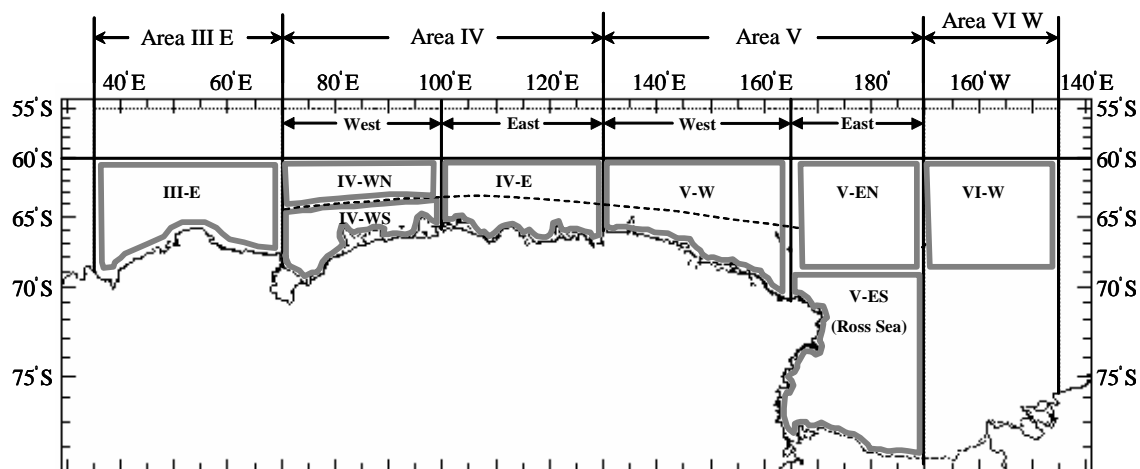 Area III E Area IV Area V Area VI W
40°E 60°E 80°E 100°E 120°E 140°E 160°E 180° 160°W 140°E
55°S West East West East 55°S
60°S 60°S
III-E IV-WN IV-E V-W V-EN VI-W
65°S IV-WS 65°S
70°S V-ES 70°S
(Ross Sea)
75°S 75°S